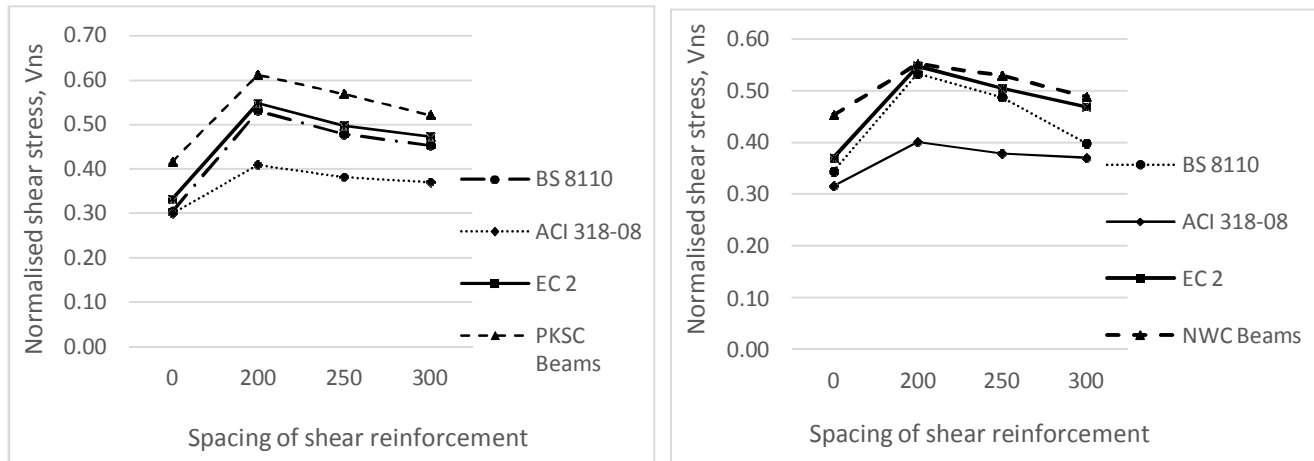 Normalised shear stress, Vns
0.70
0.60
0.50
0.40
0.30
0.20
0.10
0.00
0 200 250 300
Spacing of shear reinforcement
BS 8110
ACI 318-08
EC 2
PKSC
Beams
Normalised shear stress, Vns
0.60
0.50
0.40
0.30
0.20
0.10
0.00
0 200 250 300
Spacing of shear reinforcement
BS 8110
ACI 318-08
EC 2
NWC Beams